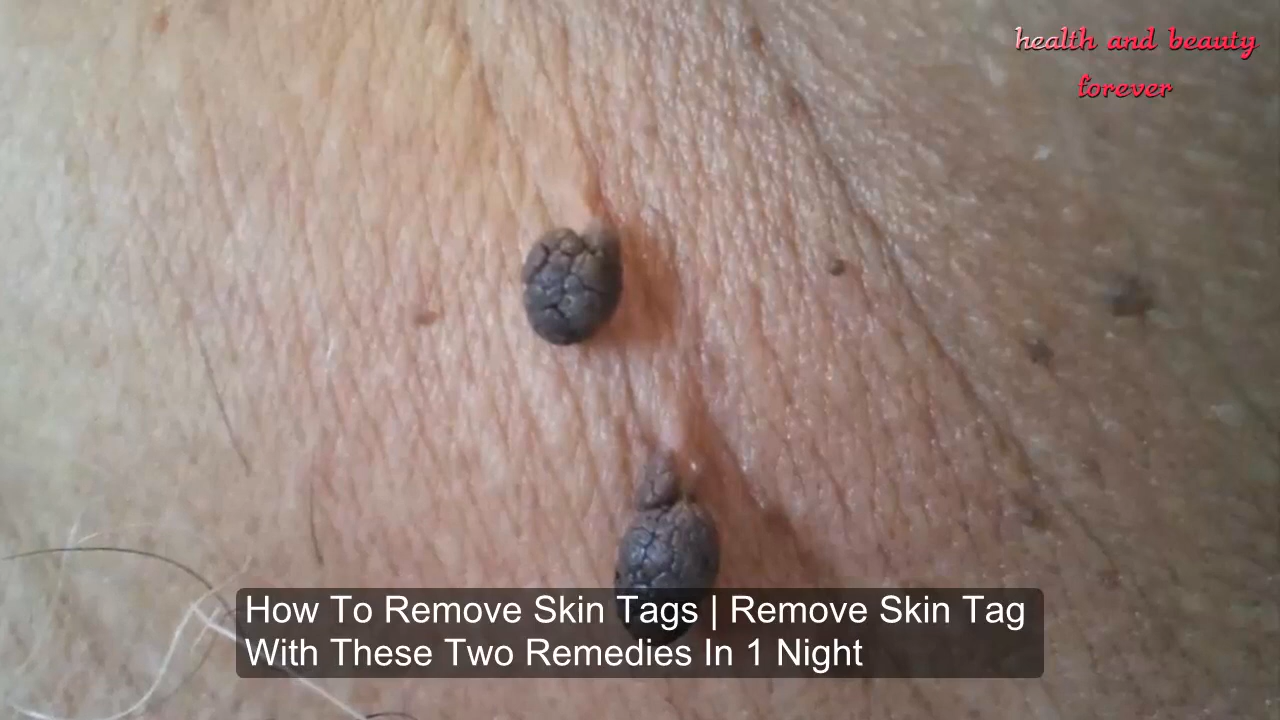 health and beauty
forever
How To Remove Skin Tags | Remove Skin Tag
With These Two Remedies In 1 Night